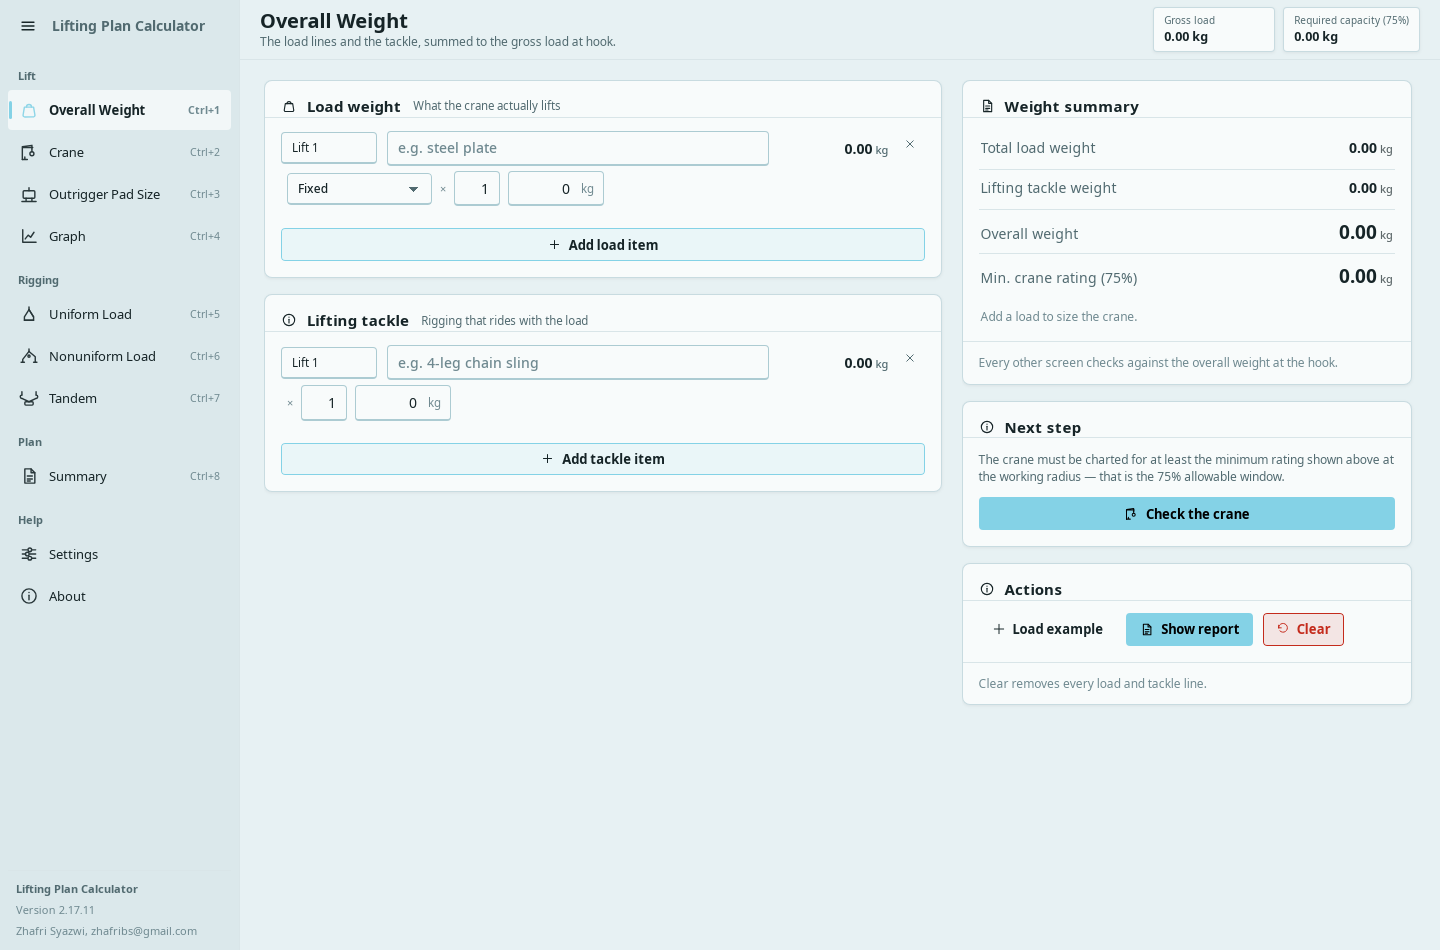 Lifting Plan Calculator
Lift
Overall Weight Ctrl+1
Crane Ctrl+2
Outrigger Pad Size Ctrl+3
Graph Ctrl+4
Rigging
Uniform Load Ctrl+5
Nonuniform Load Ctrl+6
Tandem Ctrl+7
Plan
Summary Ctrl+8
Help
Settings
About
Lifting Plan Calculator
Version 2.17.11
Zhafri Syazwi, zhafribs@gmail.com
Overall Weight
The load lines and the tackle, summed to the gross load at hook.
Gross load
0.00 kg
Required capacity (75%)
0.00 kg
Load weight What the crane actually lifts
Lift 1 e.g. steel plate 0.00 kg ×
Fixed × 1 0 kg
+ Add load item
Lifting tackle Rigging that rides with the load
Lift 1 e.g. 4-leg chain sling 0.00 kg ×
× 1 0 kg
+ Add tackle item
Weight summary
Total load weight 0.00 kg
Lifting tackle weight 0.00 kg
Overall weight 0.00 kg
Min. crane rating (75%) 0.00 kg
Add a load to size the crane.
Every other screen checks against the overall weight at the hook.
Next step
The crane must be charted for at least the minimum rating shown above at
the working radius — that is the 75% allowable window.
Check the crane
Actions
+ Load example Show report Clear
Clear removes every load and tackle line.